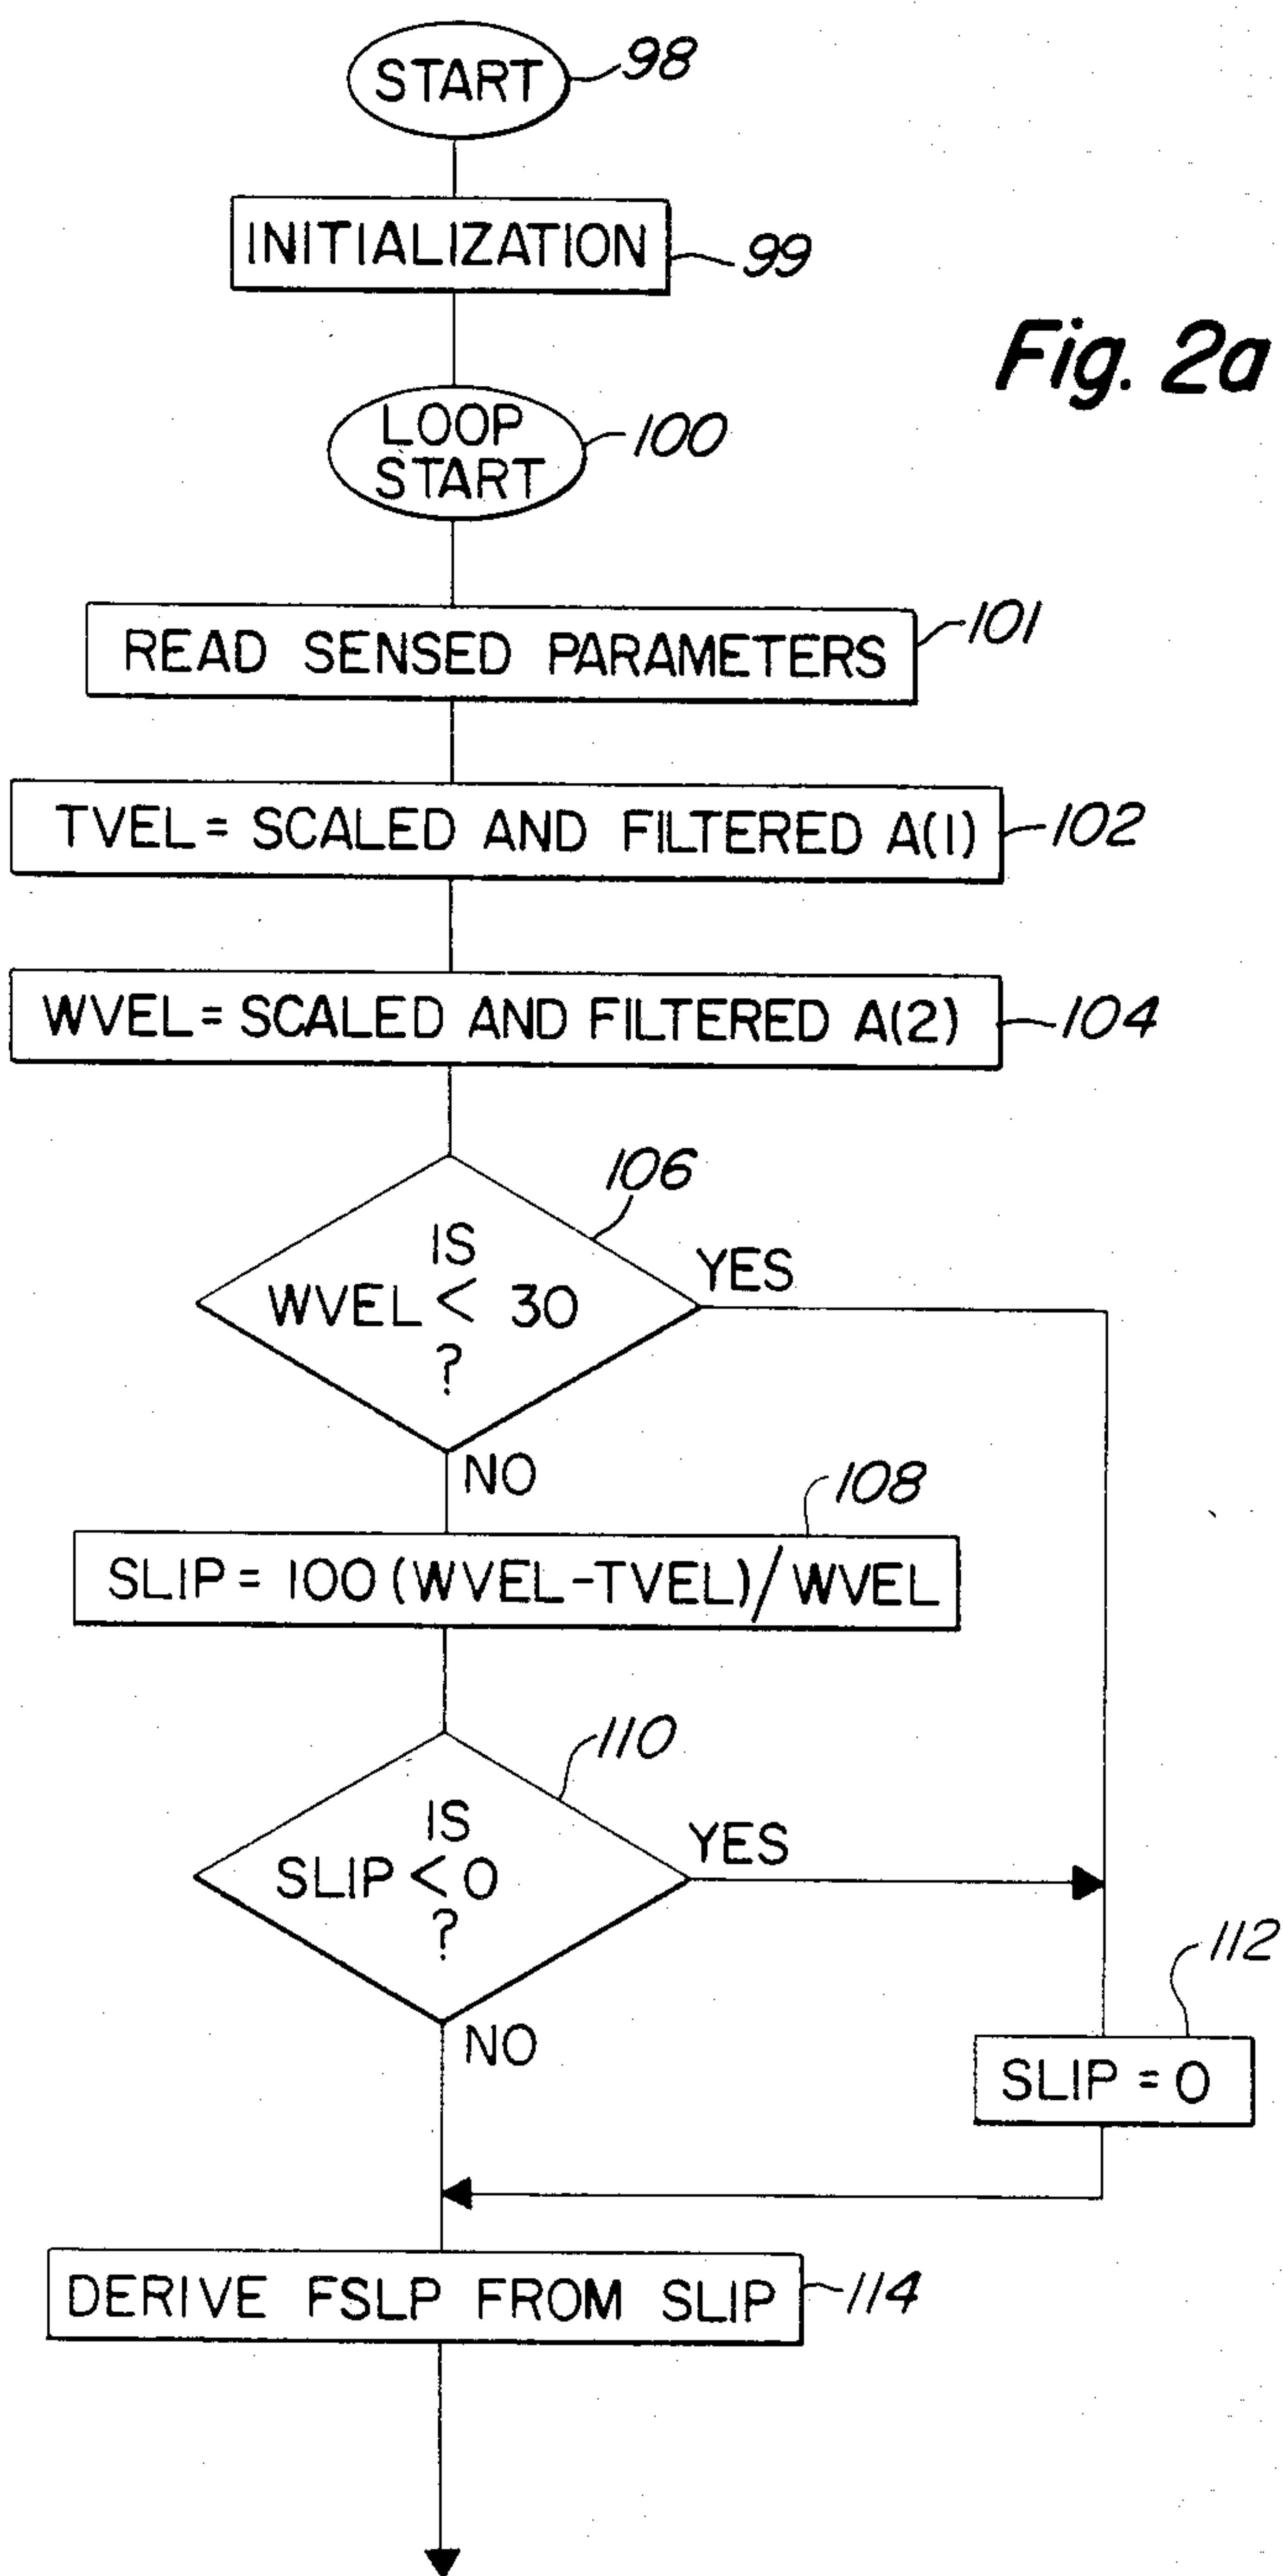 START
98
INITIALIZATION
99
Fig. 2a
LOOP
START
100
READ SENSED PARAMETERS
101
TVEL = SCALED AND FILTERED A(1)
102
WVEL = SCALED AND FILTERED A(2)
104
106
IS
WVEL < 30
?
YES
NO
108
SLIP = 100 (WVEL-TVEL)/WVEL
110
IS
SLIP < 0
?
YES
NO
112
SLIP = 0
DERIVE FSLP FROM SLIP
114